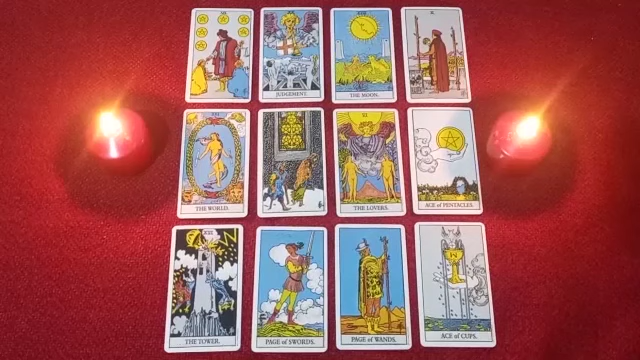 JUDGEMENT.
THE MOON.
THE WORLD.
THE LOVERS.
ACE of PENTACLES.
THE TOWER.
PAGE of SWORDS.
PAGE of WANDS.
ACE of CUPS.